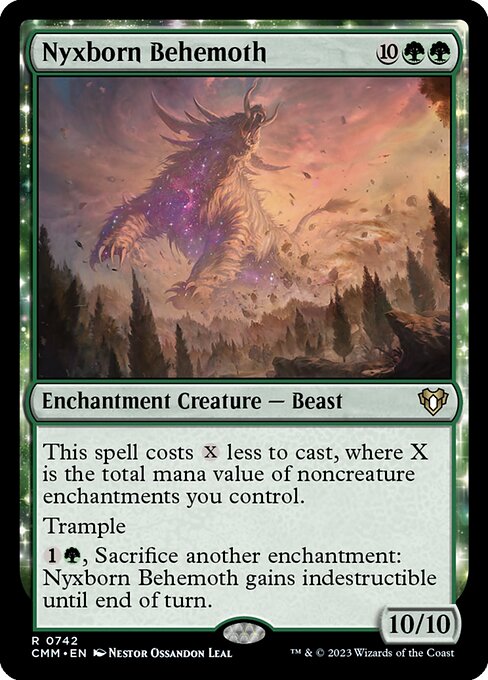 Nyxborn Behemoth
10
Enchantment Creature — Beast
This spell costs X less to cast, where X
is the total mana value of noncreature
enchantments you control.
Trample
1, Sacrifice another enchantment:
Nyxborn Behemoth gains indestructible
until end of turn.
10/10
R 0742
CMM • EN NESTOR OSSANDON LEAL
™ & © 2023 Wizards of the Coast